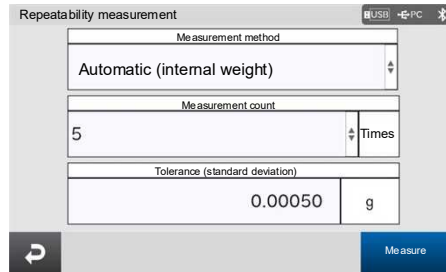 Repeatability measurement USB PC
Measurement method
Automatic (internal weight)
Measurement count
5 Times
Tolerance (standard deviation)
0.00050 g
Measure